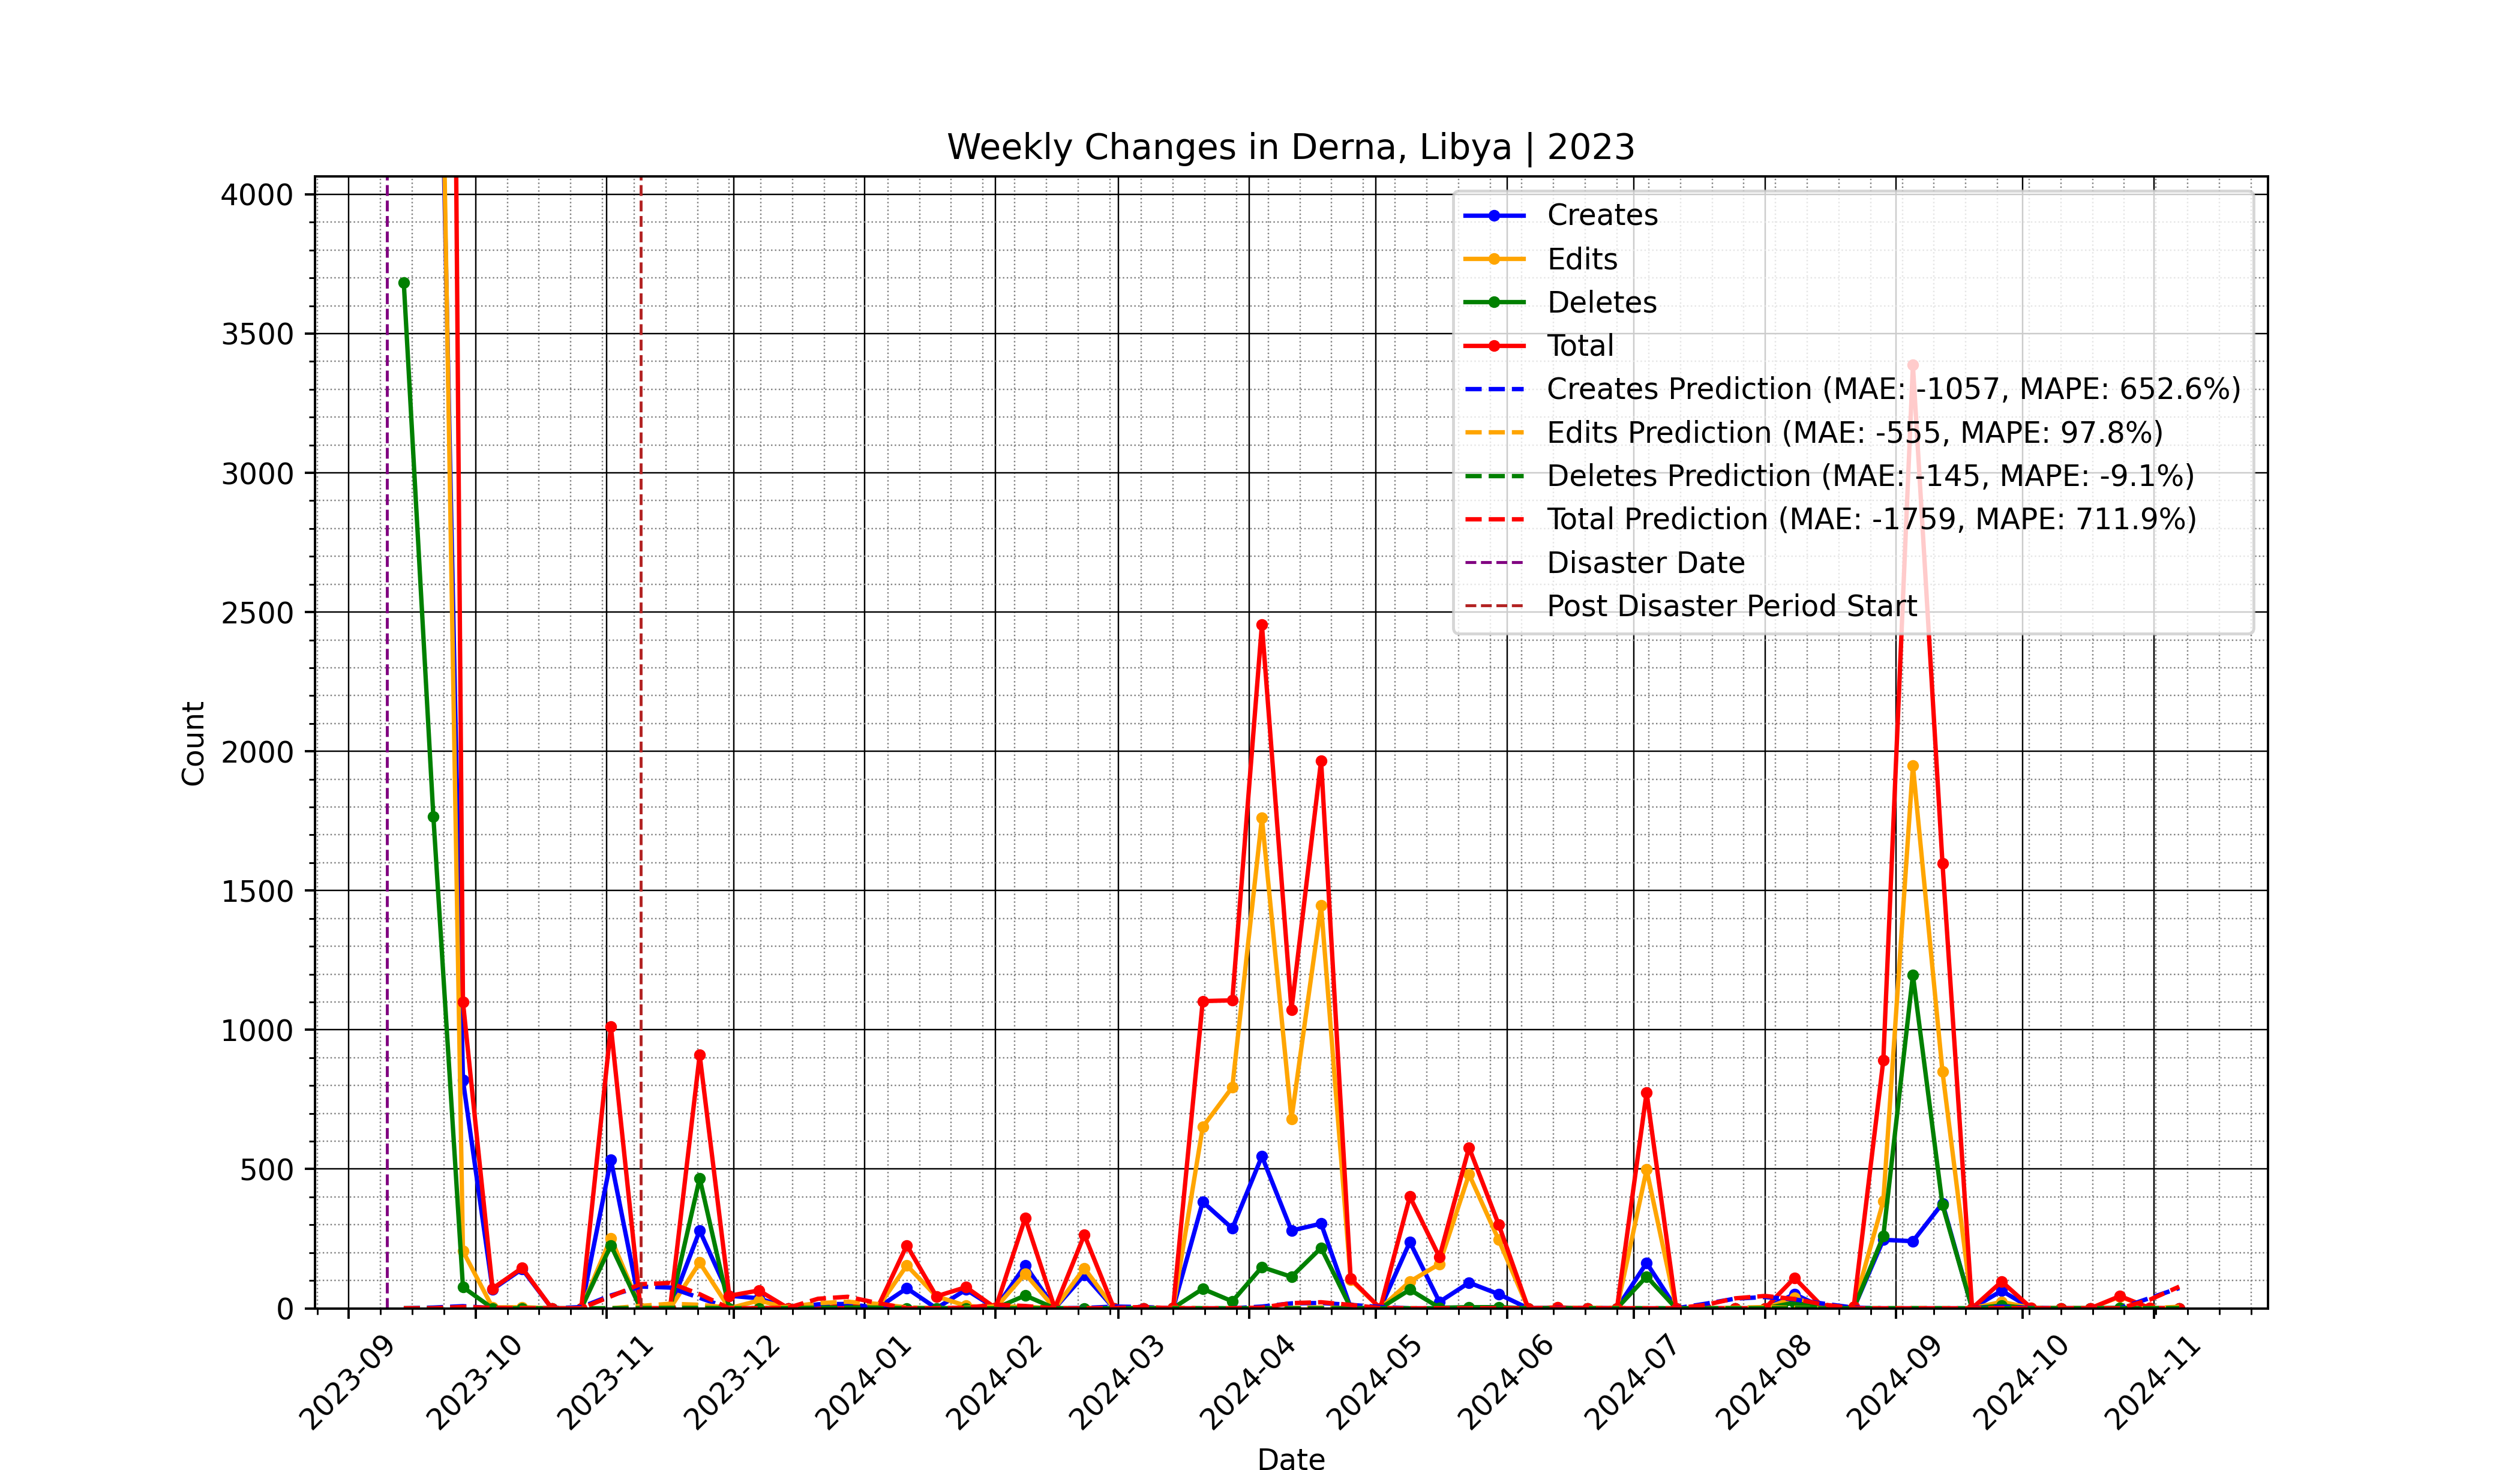 Weekly Changes in Derna, Libya | 2023
4000
3500
3000
2500
2000
1500
1000
500
0
Count
Creates
Edits
Deletes
Total
Creates Prediction (MAE: -1057, MAPE: 652.6%)
Edits Prediction (MAE: -555, MAPE: 97.8%)
Deletes Prediction (MAE: -145, MAPE: -9.1%)
Total Prediction (MAE: -1759, MAPE: 711.9%)
Disaster Date
Post Disaster Period Start
2023-09
2023-10
2023-11
2023-12
2024-01
2024-02
2024-03
2024-04
2024-05
2024-06
2024-07
2024-08
2024-09
2024-10
2024-11
Date